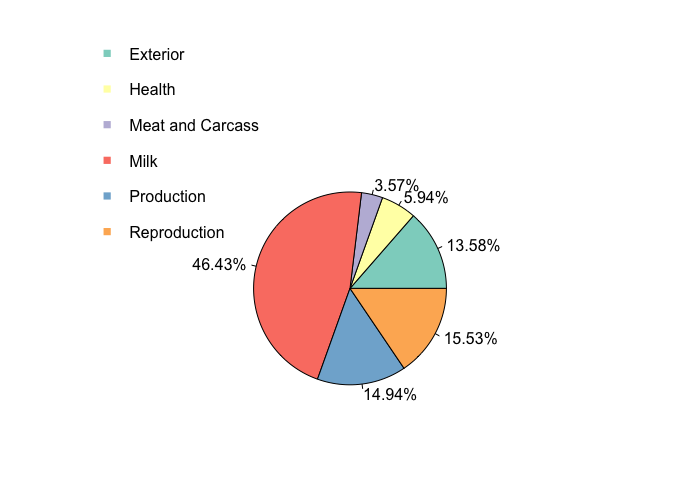 Exterior
Health
Meat and Carcass
Milk
Production
Reproduction
3.57%
5.94%
13.58%
46.43%
15.53%
14.94%